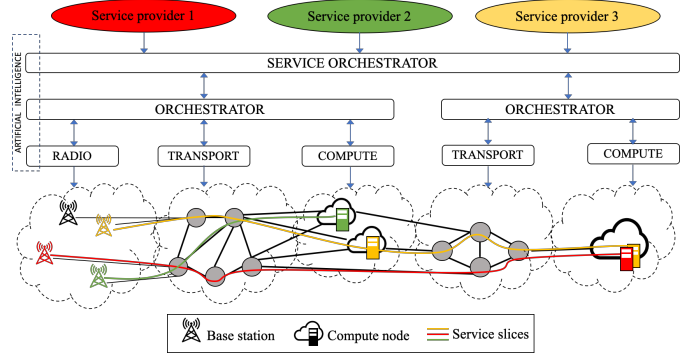 Service provider 1
Service provider 2
Service provider 3
ARTIFICIAL INTELLIGENCE
SERVICE ORCHESTRATOR
ORCHESTRATOR
ORCHESTRATOR
RADIO
TRANSPORT
COMPUTE
TRANSPORT
COMPUTE
Base station
Compute node
Service slices